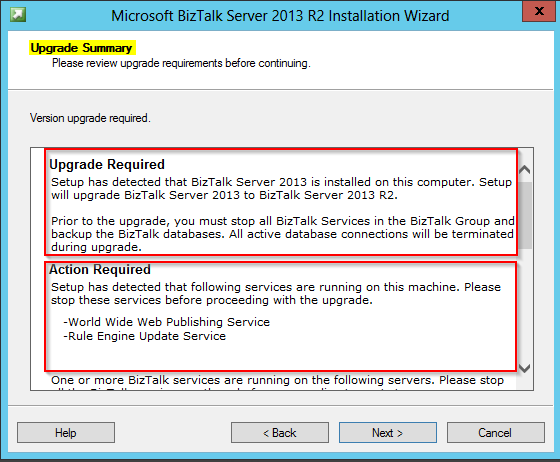 Microsoft BizTalk Server 2013 R2 Installation Wizard
x
Upgrade Summary
Please review upgrade requirements before continuing.
Version upgrade required.
Upgrade Required
Setup has detected that BizTalk Server 2013 is installed on this computer. Setup
will upgrade BizTalk Server 2013 to BizTalk Server 2013 R2.
Prior to the upgrade, you must stop all BizTalk Services in the BizTalk Group and
backup the BizTalk databases. All active database connections will be terminated
during upgrade.
Action Required
Setup has detected that following services are running on this machine. Please
stop these services before proceeding with the upgrade.
-World Wide Web Publishing Service
-Rule Engine Update Service
One or more BizTalk services are running on the following servers. Please stop
Help
< Back
Next >
Cancel